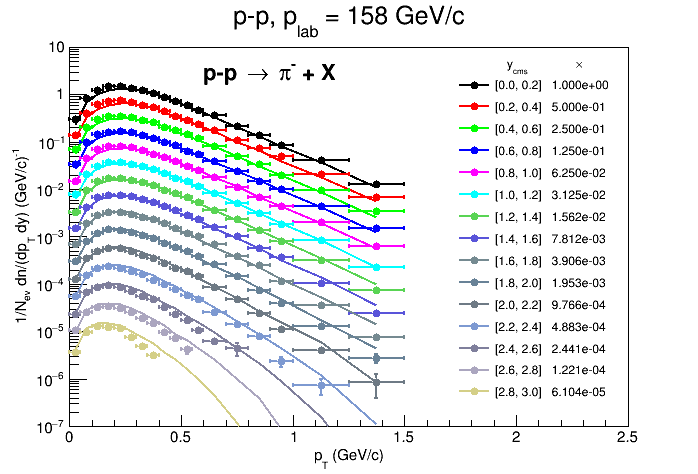 p-p, p_lab = 158 GeV/c
p-p → π⁻ + X
1/N_ev dn/(dp_T dy) (GeV/c)⁻¹
10
1
10⁻¹
10⁻²
10⁻³
10⁻⁴
10⁻⁵
10⁻⁶
10⁻⁷
y_cms ×
[0.0, 0.2] 1.000e+00
[0.2, 0.4] 5.000e-01
[0.4, 0.6] 2.500e-01
[0.6, 0.8] 1.250e-01
[0.8, 1.0] 6.250e-02
[1.0, 1.2] 3.125e-02
[1.2, 1.4] 1.562e-02
[1.4, 1.6] 7.812e-03
[1.6, 1.8] 3.906e-03
[1.8, 2.0] 1.953e-03
[2.0, 2.2] 9.766e-04
[2.2, 2.4] 4.883e-04
[2.4, 2.6] 2.441e-04
[2.6, 2.8] 1.221e-04
[2.8, 3.0] 6.104e-05
0 0.5 1 1.5 2 2.5
p_T (GeV/c)